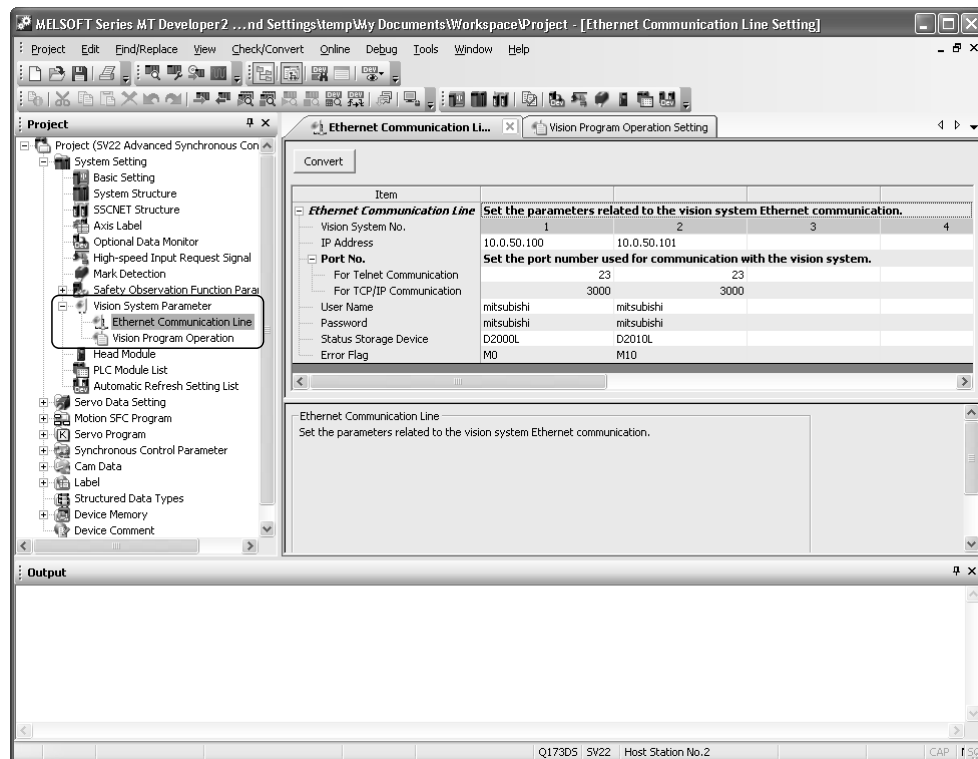 MELSOFT Series MT Developer2 ...nd Settings\temp\My Documents\Workspace\Project - [Ethernet Communication Line Setting]
Project Edit Find/Replace View Check/Convert Online Debug Tools Window Help
Project
Project (SV22 Advanced Synchronous Con
System Setting
Basic Setting
System Structure
SSCNET Structure
Axis Label
Optional Data Monitor
High-speed Input Request Signal
Mark Detection
Safety Observation Function Parar
Vision System Parameter
Ethernet Communication Line
Vision Program Operation
Head Module
PLC Module List
Automatic Refresh Setting List
Servo Data Setting
Motion SFC Program
Servo Program
Synchronous Control Parameter
Cam Data
Label
Structured Data Types
Device Memory
Device Comment
Ethernet Communication Li... Vision Program Operation Setting
Convert
Item
Ethernet Communication Line Set the parameters related to the vision system Ethernet communication.
Vision System No. 1 2 3 4
IP Address 10.0.50.100 10.0.50.101
Port No. Set the port number used for communication with the vision system.
For Telnet Communication 23 23
For TCP/IP Communication 3000 3000
User Name mitsubishi mitsubishi
Password mitsubishi mitsubishi
Status Storage Device D2000L D2010L
Error Flag M0 M10
Ethernet Communication Line
Set the parameters related to the vision system Ethernet communication.
Output
Q173DS SV22 Host Station No.2 CAP